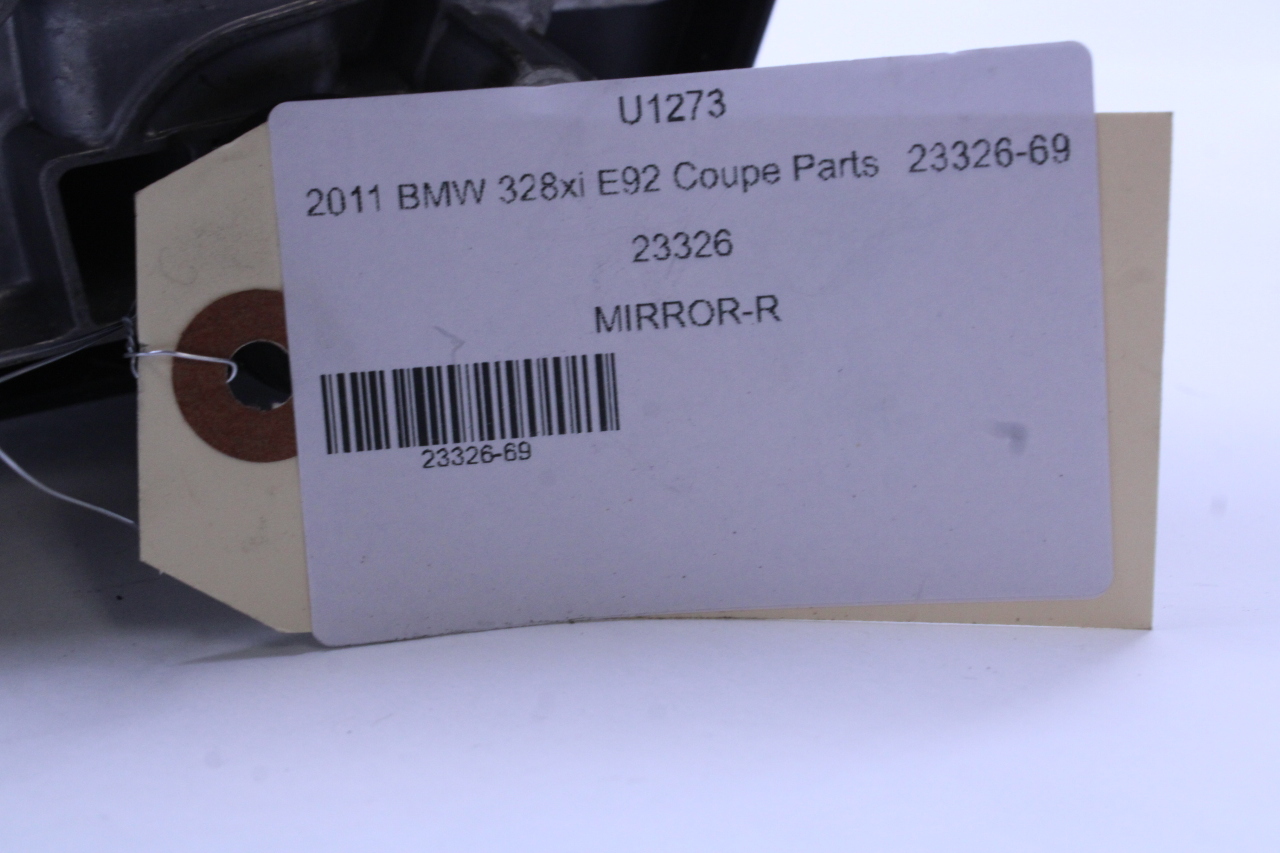 U1273
2011 BMW 328xi E92 Coupe Parts 23326-69
23326
MIRROR-R
23326-69